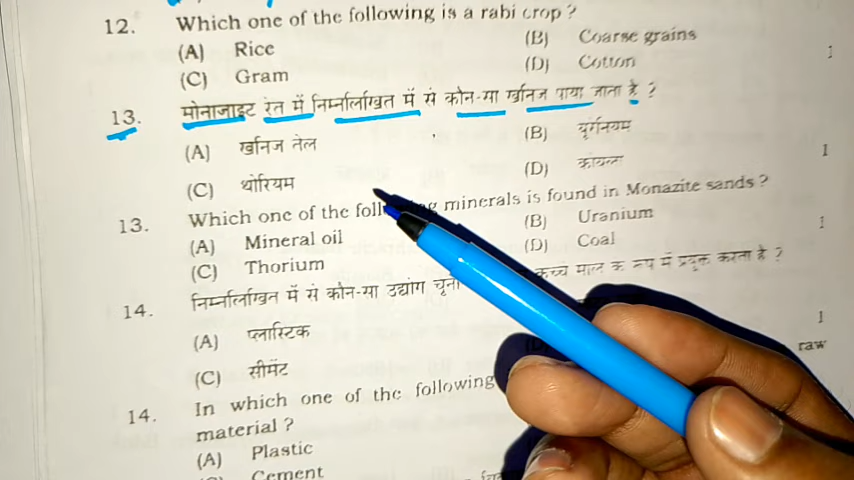 12. Which one of the following is a rabi crop ?
(A) Rice (B) Coarse grains
(C) Gram (D) Cotton 1
13. मोनाजाइट रेत में निम्नलिखित में से कौन-सा खनिज पाया जाता है ?
(A) खनिज तेल (B) यूरेनियम
(C) थोरियम (D) कोयला 1
13. Which one of the following minerals is found in Monazite sands ?
(A) Mineral oil (B) Uranium
(C) Thorium (D) Coal 1
14. निम्नलिखित में से कौन-सा उद्योग चूना कच्चे माल के रूप में प्रयुक्त करता है ?
(A) प्लास्टिक
(C) सीमेंट 1
14. In which one of the following raw
material ?
(A) Plastic
(C) Cement